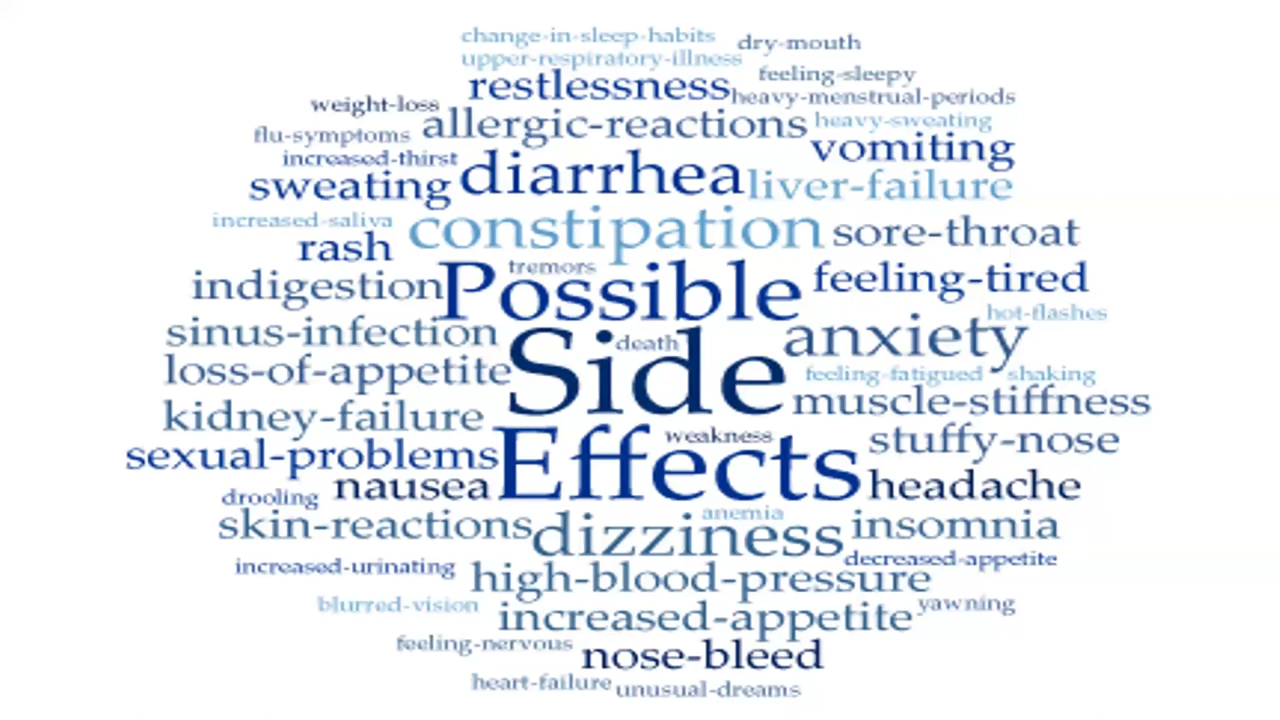 change-in-sleep-habits dry-mouth
upper-respiratory-illness feeling-sleepy
restlessness heavy-menstrual-periods
weight-loss allergic-reactions heavy-sweating
flu-symptoms vomiting
increased-thirst diarrhea
sweating liver-failure
increased-saliva constipation sore-throat
rash tremors feeling-tired
indigestion Possible hot-flashes
sinus-infection death anxiety
loss-of-appetite Side feeling-fatigued shaking
kidney-failure muscle-stiffness
weakness stuffy-nose
sexual-problems Effects headache
drooling nausea anemia
skin-reactions dizziness insomnia
increased-urinating decreased-appetite
high-blood-pressure
blurred-vision increased-appetite yawning
feeling-nervous nose-bleed
heart-failure unusual-dreams